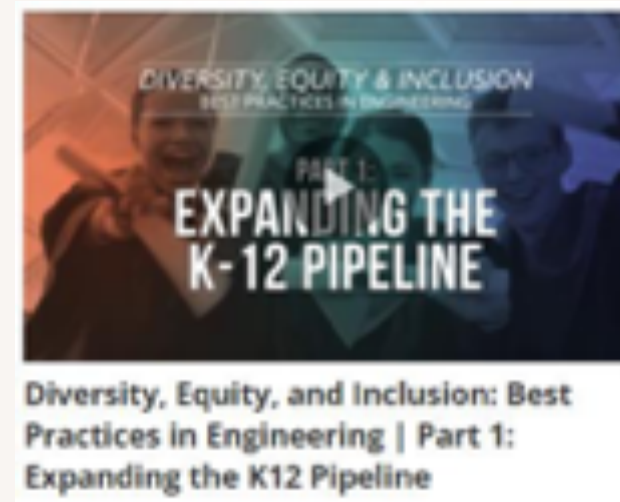 DIVERSITY, EQUITY & INCLUSION
BEST PRACTICES IN ENGINEERING
PART 1:
EXPANDING THE
K-12 PIPELINE
Diversity, Equity, and Inclusion: Best
Practices in Engineering | Part 1:
Expanding the K12 Pipeline